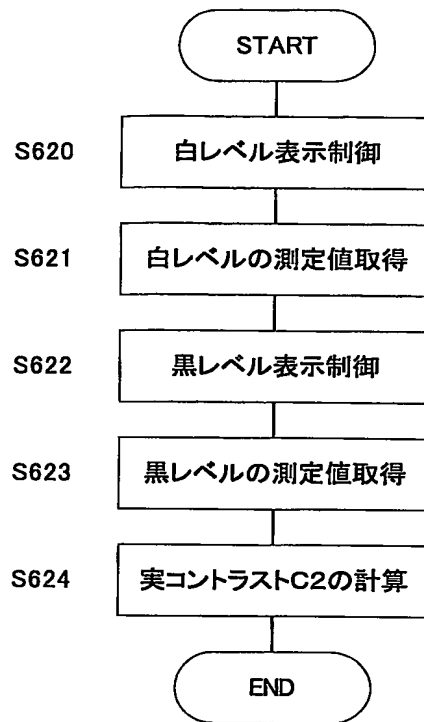 START
S620 白レベル表示制御
S621 白レベルの測定値取得
S622 黒レベル表示制御
S623 黒レベルの測定値取得
S624 実コントラストC2の計算
END